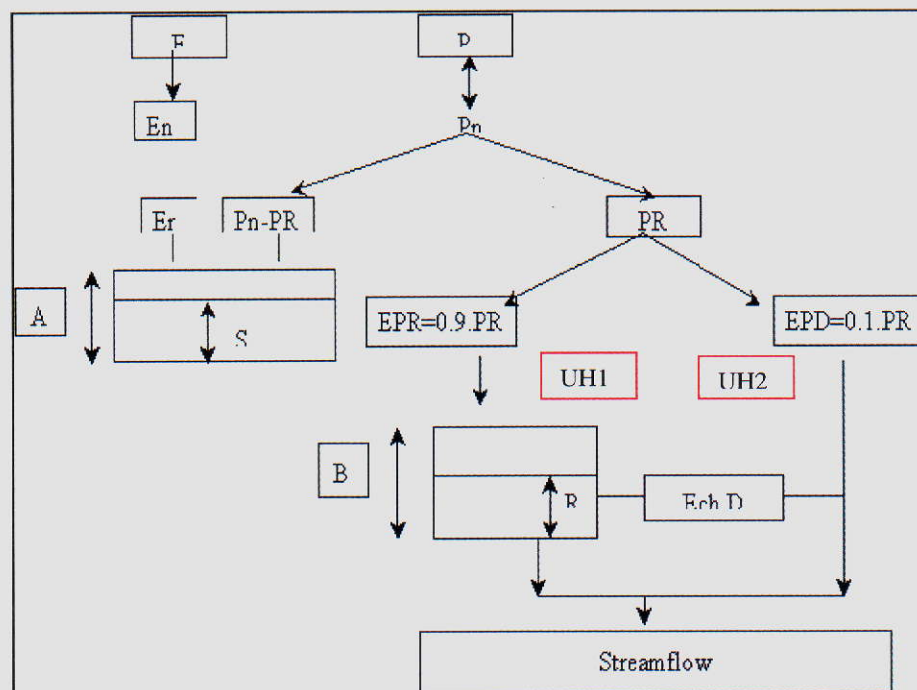 E
P
En
Pn
Er
Pn-PR
PR
A
S
EPR=0.9.PR
EPD=0.1.PR
UH1
UH2
B
R
Ech D
Streamflow